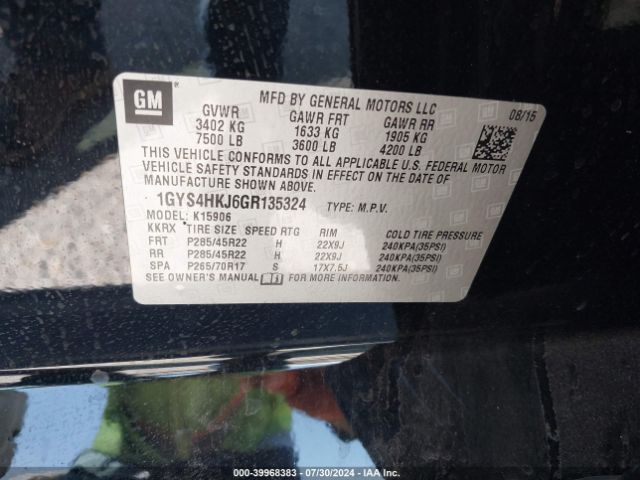 GM
MFD BY GENERAL MOTORS LLC
08/15
GVWR GAWR FRT GAWR RR
3402 KG 1633 KG 1905 KG
7500 LB 3600 LB 4200 LB
THIS VEHICLE CONFORMS TO ALL APPLICABLE U.S. FEDERAL MOTOR
VEHICLE SAFETY STANDARDS IN EFFECT ON THE DATE OF
MANUFACTURE SHOWN ABOVE.
1GYS4HKJ6GR135324 TYPE: M.P.V.
MODEL: K15906
KKRX TIRE SIZE SPEED RTG RIM COLD TIRE PRESSURE
FRT P285/45R22 H 22X9J 240KPA(35PSI)
RR P285/45R22 H 22X9J 240KPA(35PSI)
SPA P265/70R17 S 17X7.5J 240KPA(35PSI)
SEE OWNER'S MANUAL FOR MORE INFORMATION.
000-39968383 - 07/30/2024 - IAA Inc.